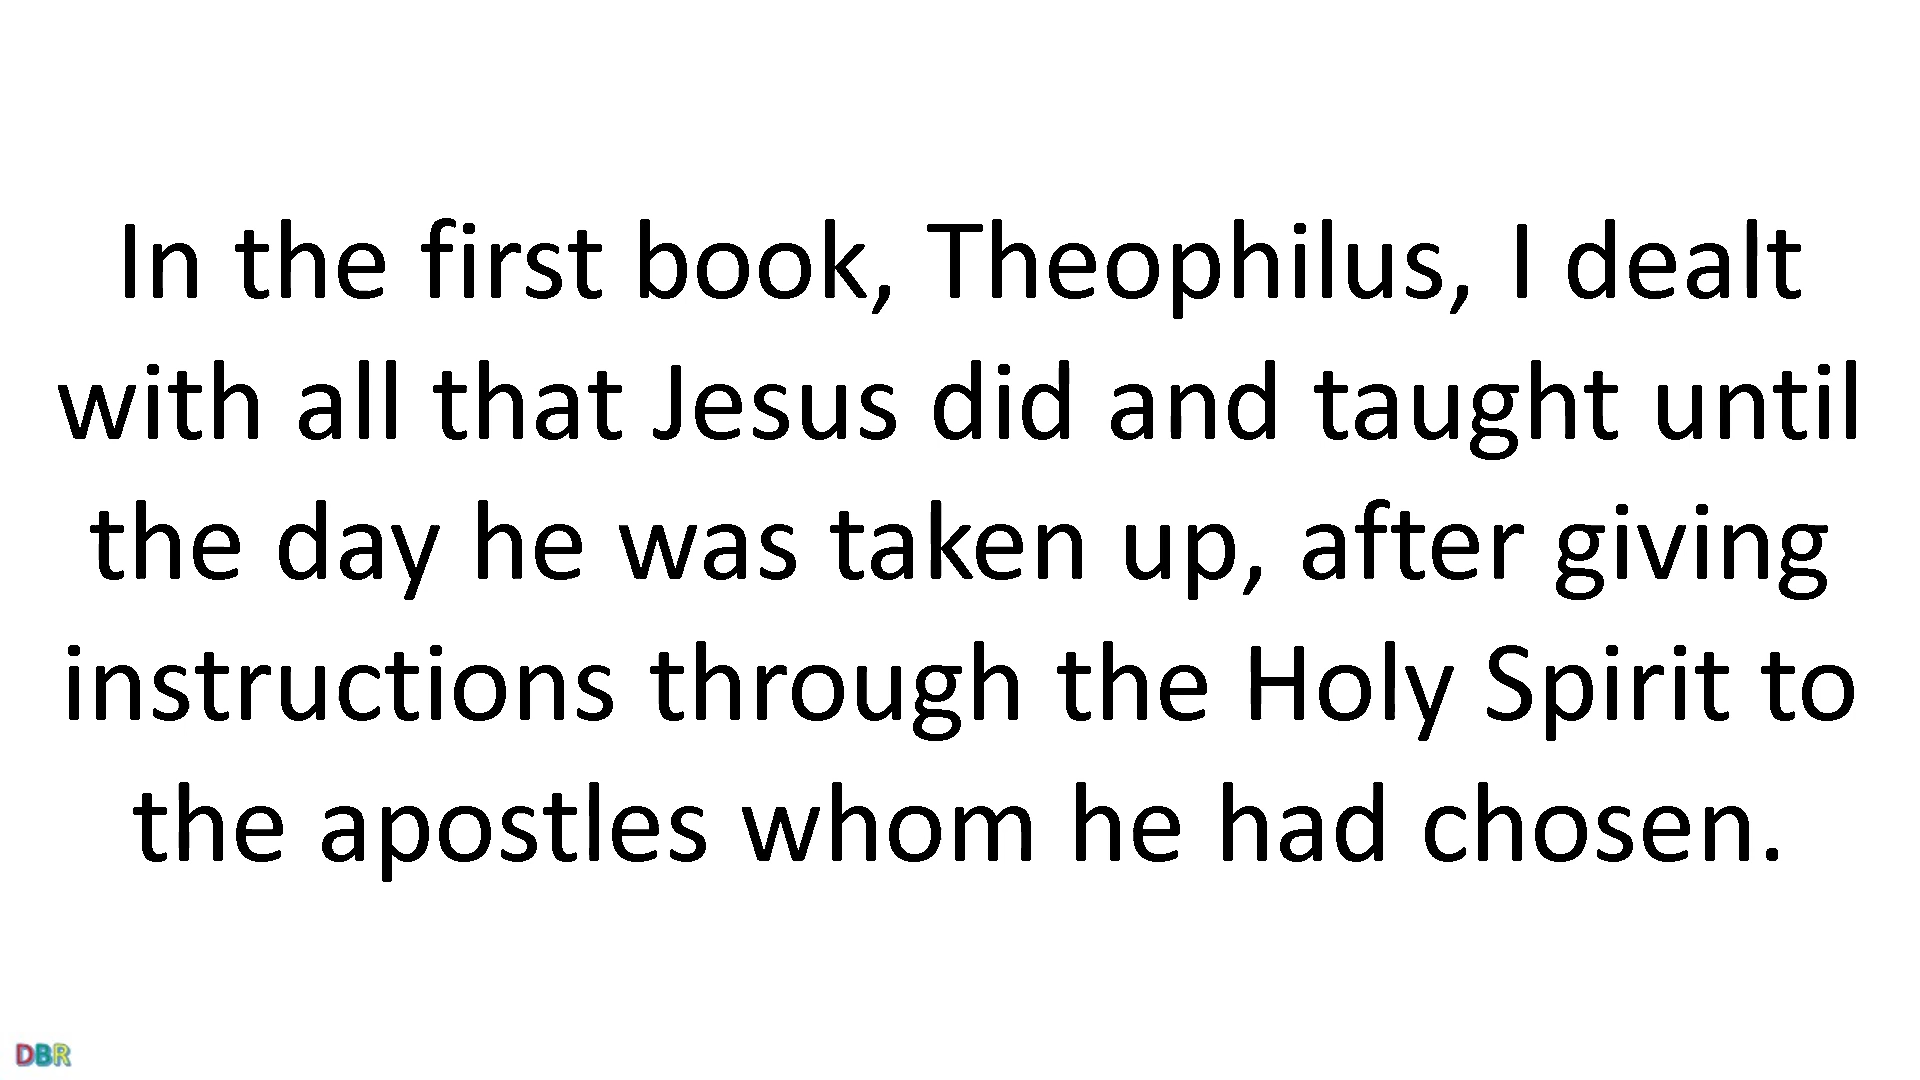 In the first book, Theophilus, I dealt
with all that Jesus did and taught until
the day he was taken up, after giving
instructions through the Holy Spirit to
the apostles whom he had chosen.
DBR